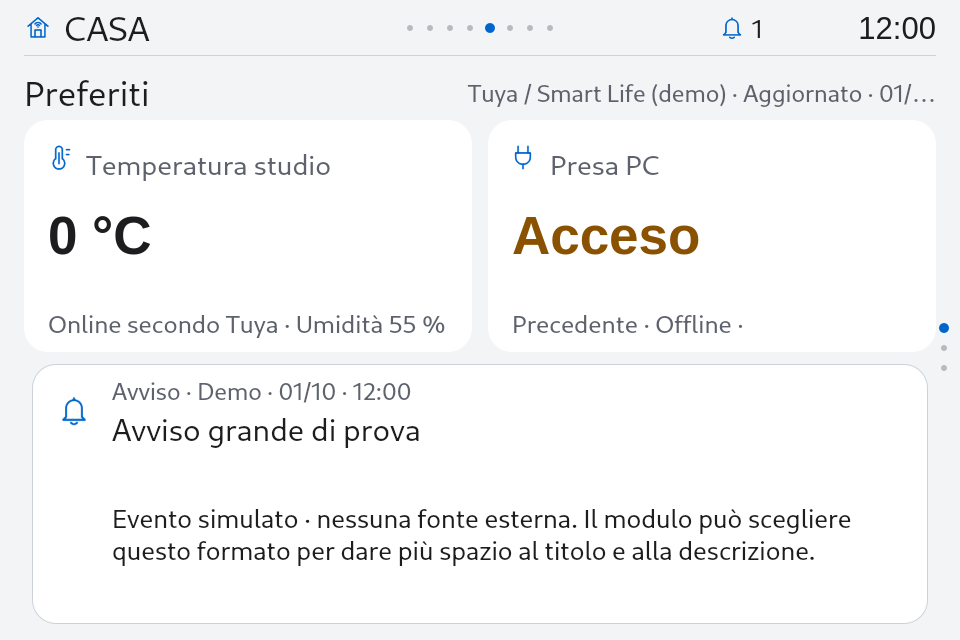 CASA
1
12:00
Preferiti
Tuya / Smart Life (demo) · Aggiornato · 01/…
Temperatura studio
0 °C
Online secondo Tuya · Umidità 55 %
Presa PC
Acceso
Precedente · Offline ·
Avviso · Demo · 01/10 · 12:00
Avviso grande di prova
Evento simulato · nessuna fonte esterna. Il modulo può scegliere
questo formato per dare più spazio al titolo e alla descrizione.